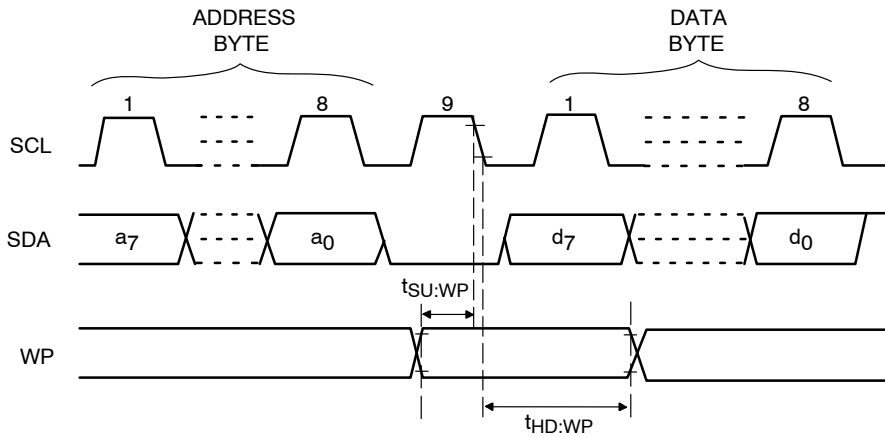 ADDRESS
BYTE
DATA
BYTE
1
8
9
1
8
SCL
SDA
a7
a0
d7
d0
tSU:WP
WP
tHD:WP